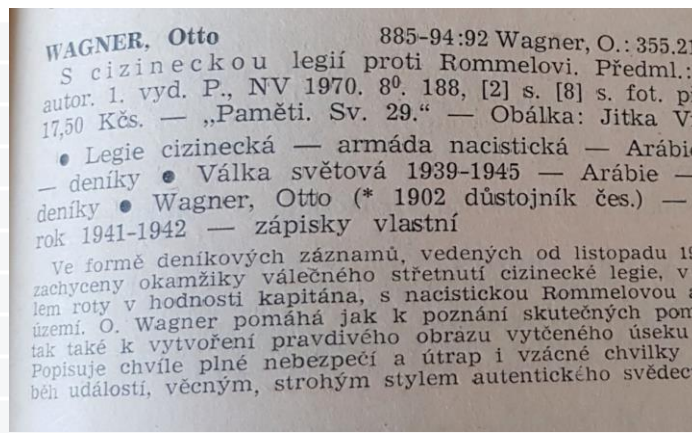 WAGNER, Otto 885-94:92 Wagner, O.: 355.21
S cizineckou legií proti Rommelovi. Předml.:
autor. 1. vyd. P., NV 1970. 8⁰. 188, [2] s. [8] s. fot. př
17,50 Kčs. — „Paměti. Sv. 29.“ — Obálka: Jitka V
● Legie cizinecká — armáda nacistická — Arábie
— deníky ● Válka světová 1939-1945 — Arábie —
deníky ● Wagner, Otto (* 1902 důstojník čes.) —
rok 1941-1942 — zápisky vlastní
Ve formě deníkových záznamů, vedených od listopadu 19
zachyceny okamžiky válečného střetnutí cizinecké legie, v
lem roty v hodnosti kapitána, s nacistickou Rommelovou a
území. O. Wagner pomáhá jak k poznání skutečných pom
tak také k vytvoření pravdivého obrazu vytčeného úseku
Popisuje chvíle plné nebezpečí a útrap i vzácné chvilky
běh událostí, věcným, strohým stylem autentického svědec